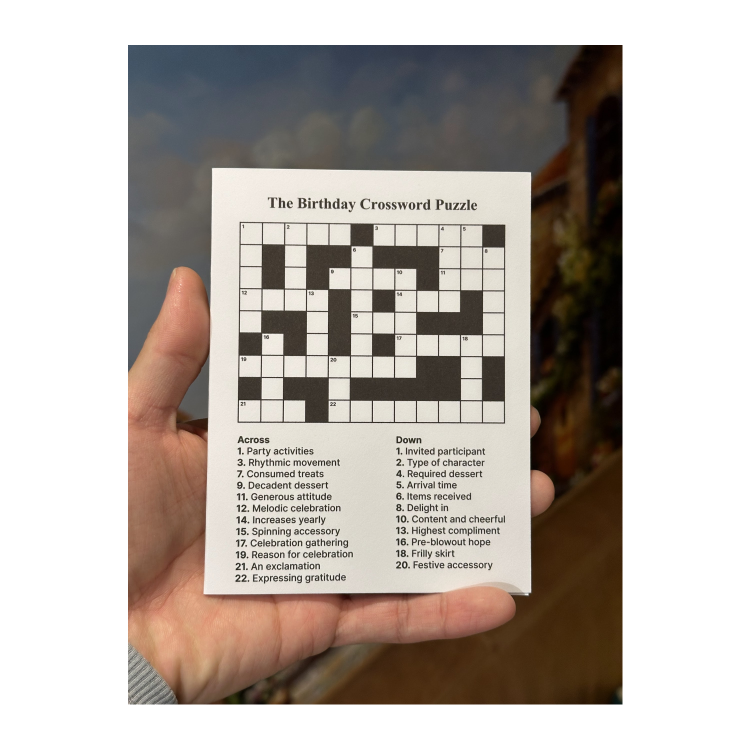 The Birthday Crossword Puzzle
1 2 3 4 5
6 7 8
9 10 11
12 13 14
15
16 17 18
19 20
21 22
Across
1. Party activities
3. Rhythmic movement
7. Consumed treats
9. Decadent dessert
11. Generous attitude
12. Melodic celebration
14. Increases yearly
15. Spinning accessory
17. Celebration gathering
19. Reason for celebration
21. An exclamation
22. Expressing gratitude
Down
1. Invited participant
2. Type of character
4. Required dessert
5. Arrival time
6. Items received
8. Delight in
10. Content and cheerful
13. Highest compliment
16. Pre-blowout hope
18. Frilly skirt
20. Festive accessory